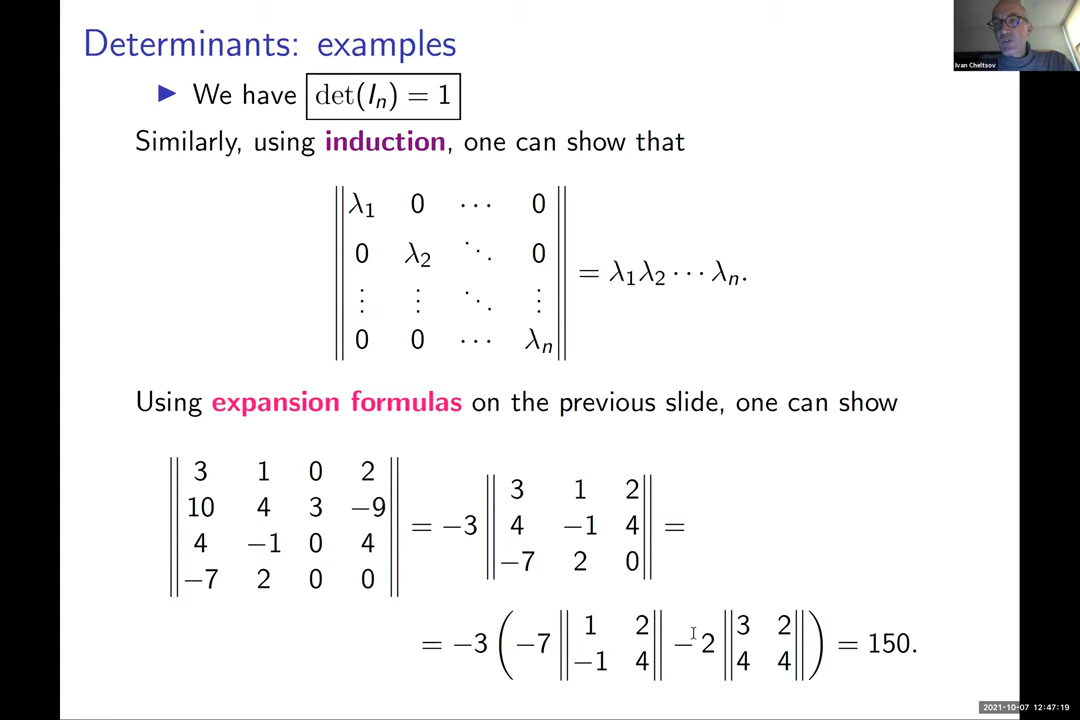 Determinants: examples
Ivan Cheltsov
▶ We have det(Iₙ) = 1
Similarly, using induction, one can show that
λ₁ 0 ⋯ 0
0 λ₂ ⋱ 0
⋮ ⋮ ⋱ ⋮
0 0 ⋯ λₙ
= λ₁λ₂ ⋯ λₙ.
Using expansion formulas on the previous slide, one can show
3 1 0 2
10 4 3 −9
4 −1 0 4
−7 2 0 0
= −3
3 1 2
4 −1 4
−7 2 0
=
= −3 ( −7
1 2
−1 4
− 2
3 2
4 4
) = 150.
2021-10-07 12:47:19